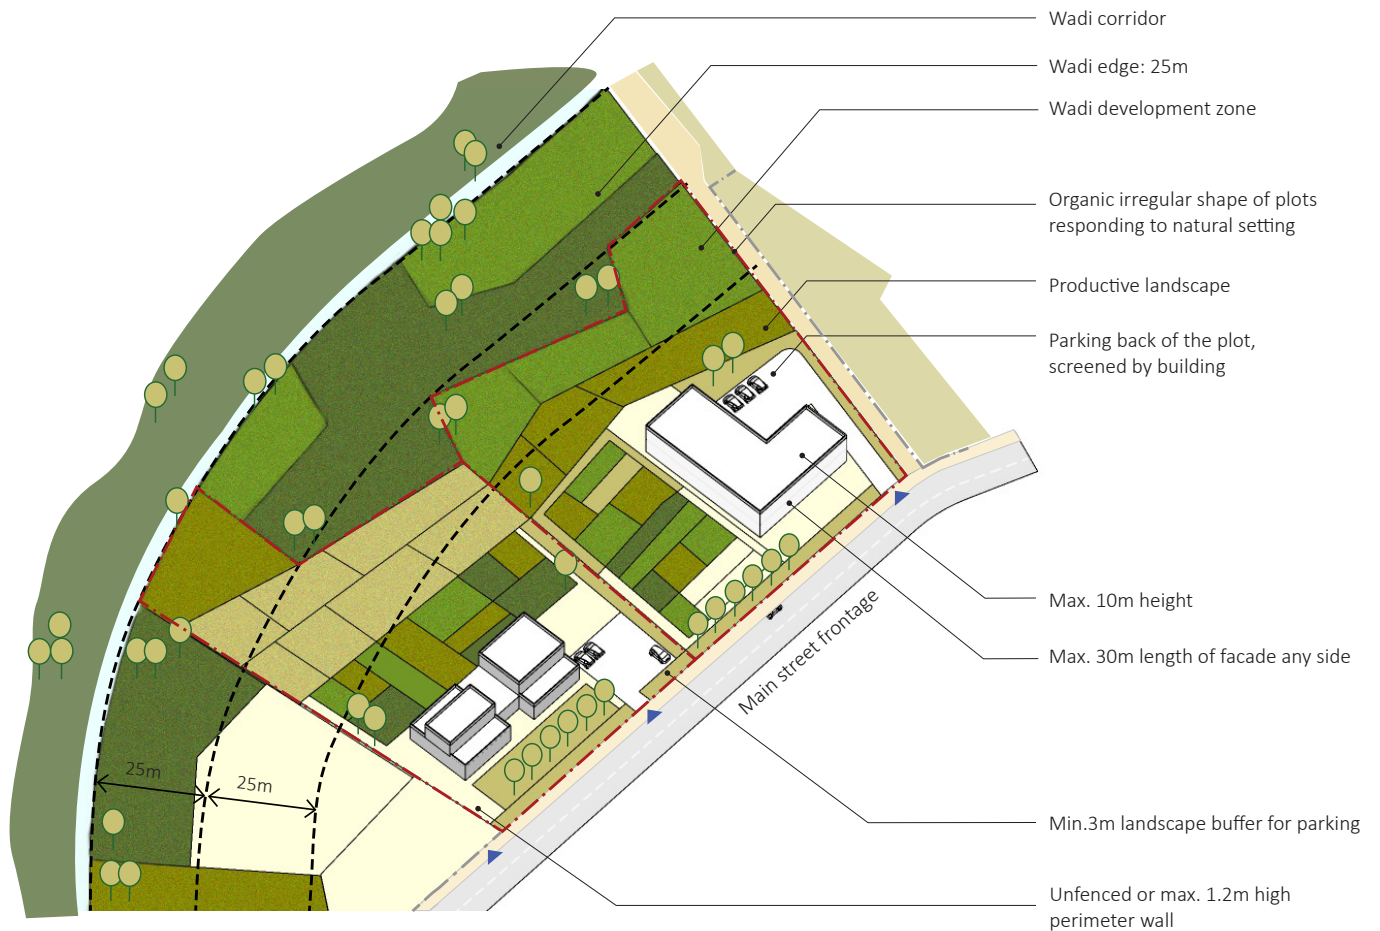 Wadi corridor
Wadi edge: 25m
Wadi development zone
Organic irregular shape of plots
responding to natural setting
Productive landscape
Parking back of the plot,
screened by building
Max. 10m height
Max. 30m length of facade any side
Main street frontage
25m
25m
Min.3m landscape buffer for parking
Unfenced or max. 1.2m high
perimeter wall